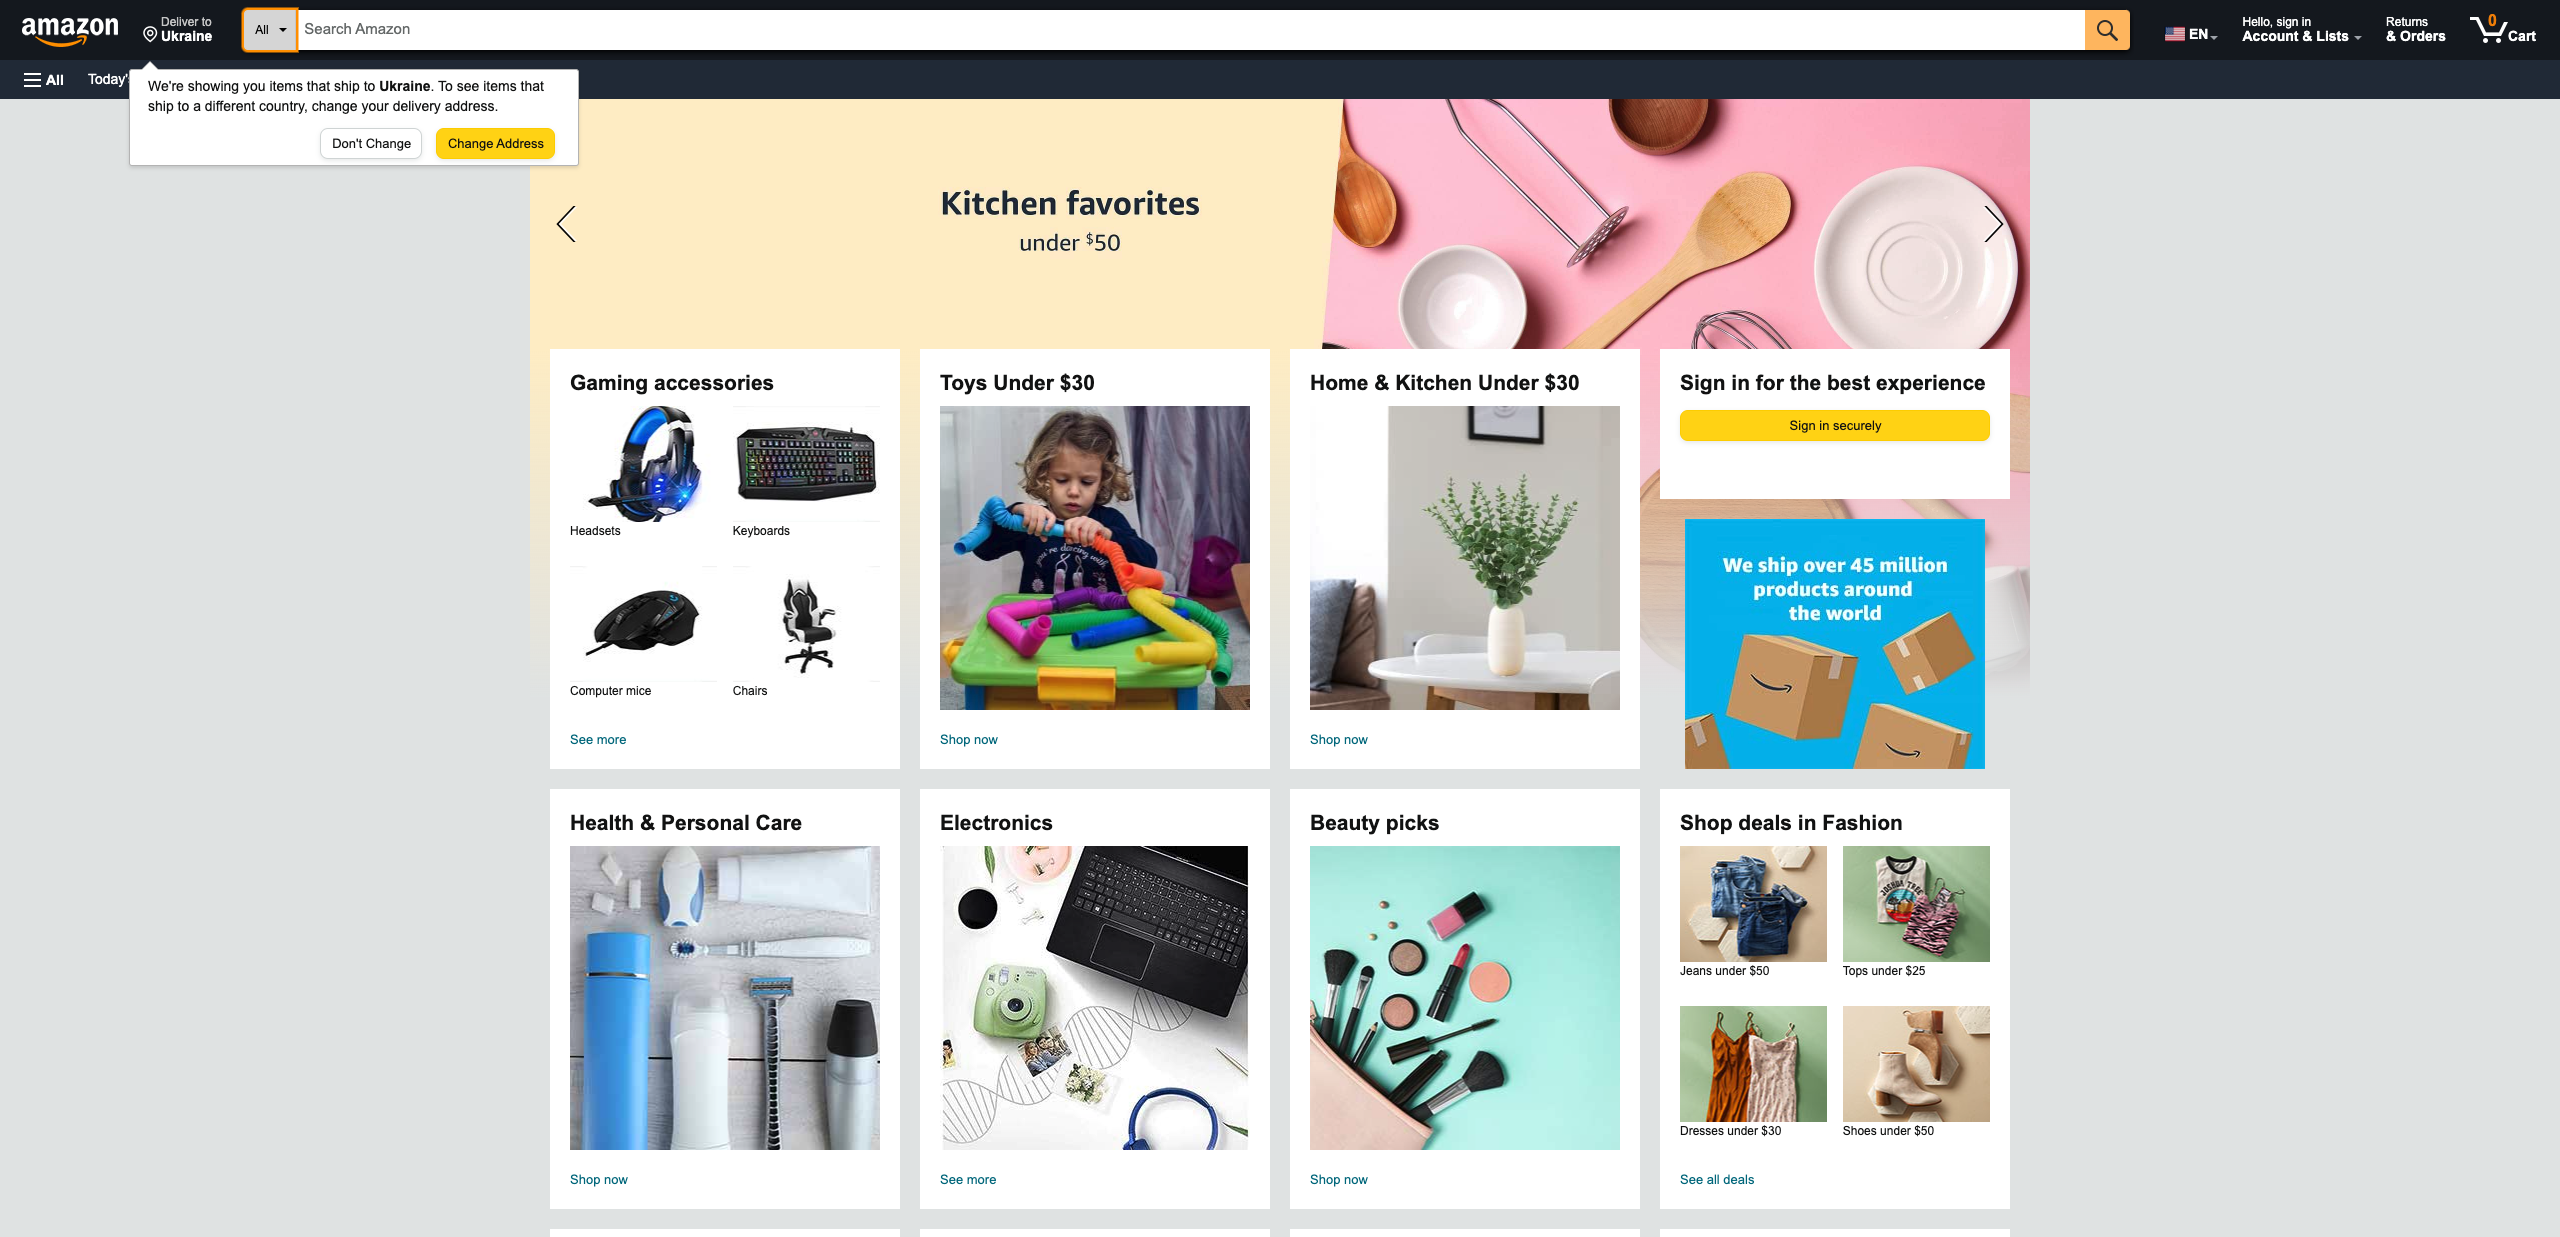 amazon
Deliver to
Ukraine
All
Search Amazon
EN
Hello, sign in
Account & Lists
Returns
& Orders
0
Cart
All
Today's
We're showing you items that ship to Ukraine. To see items that
ship to a different country, change your delivery address.
Don't Change
Change Address
Kitchen favorites
under $50
Gaming accessories
Headsets
Keyboards
Computer mice
Chairs
See more
Toys Under $30
you're dancing with
Shop now
Home & Kitchen Under $30
Shop now
Sign in for the best experience
Sign in securely
We ship over 45 million
products around
the world
Health & Personal Care
Shop now
Electronics
See more
Beauty picks
Shop now
Shop deals in Fashion
JOSHUA TREE
Jeans under $50
Tops under $25
Dresses under $30
Shoes under $50
See all deals